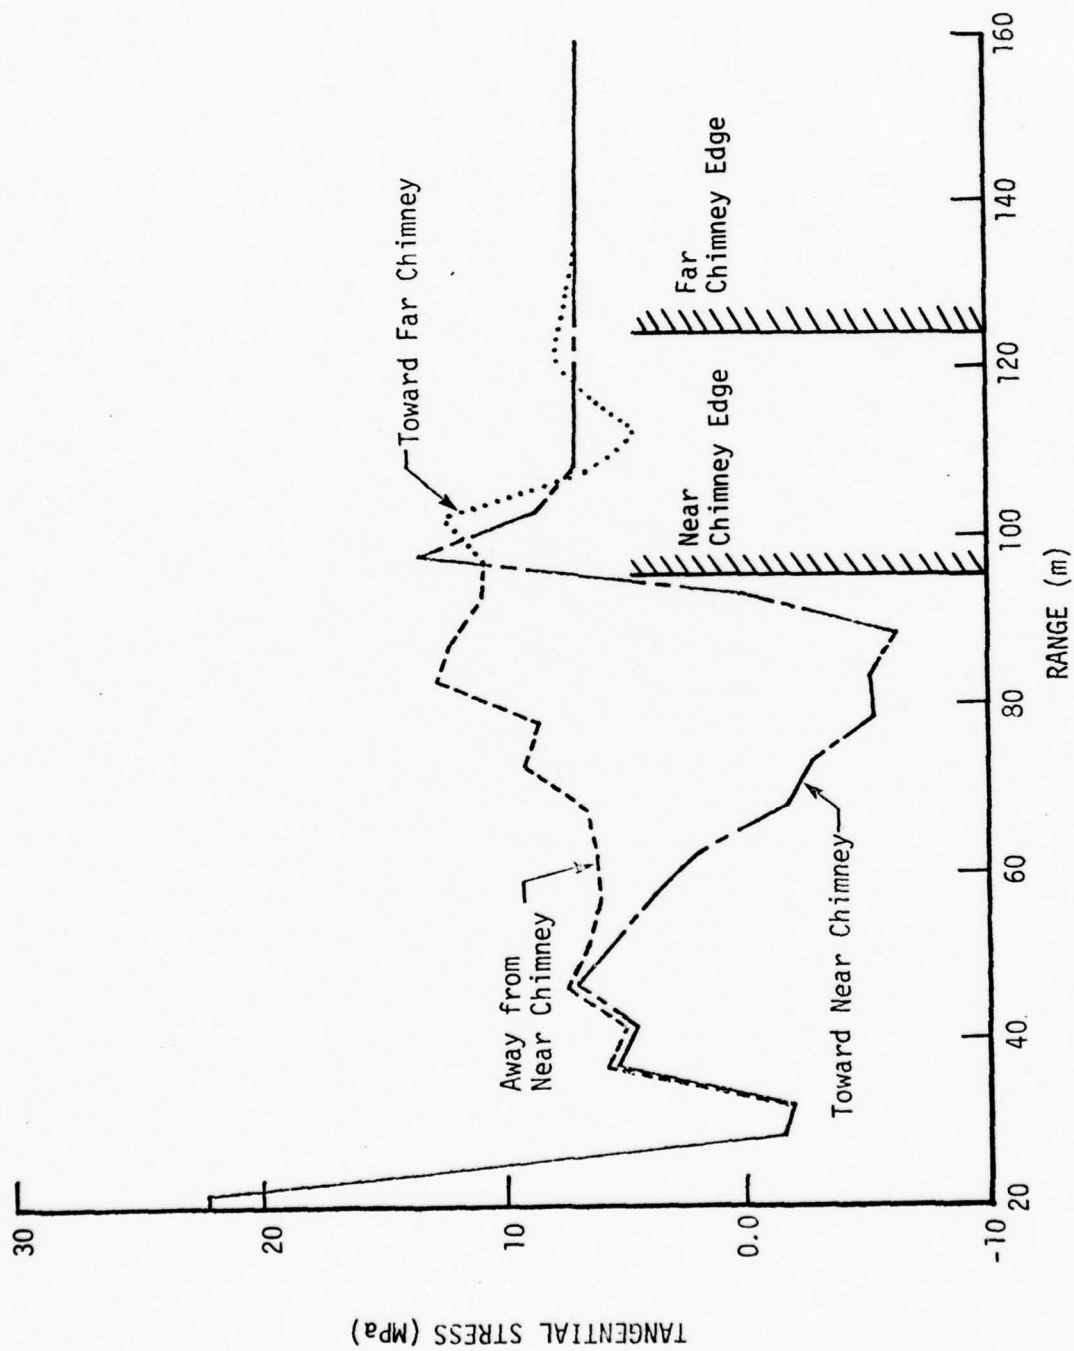 TANGENTIAL STRESS (MPa)
30
20
10
0.0
-10
Toward Far Chimney
Away from
Near Chimney
Toward Near Chimney
Near
Chimney Edge
Far
Chimney Edge
20
40
60
80
100
120
140
160
RANGE (m)